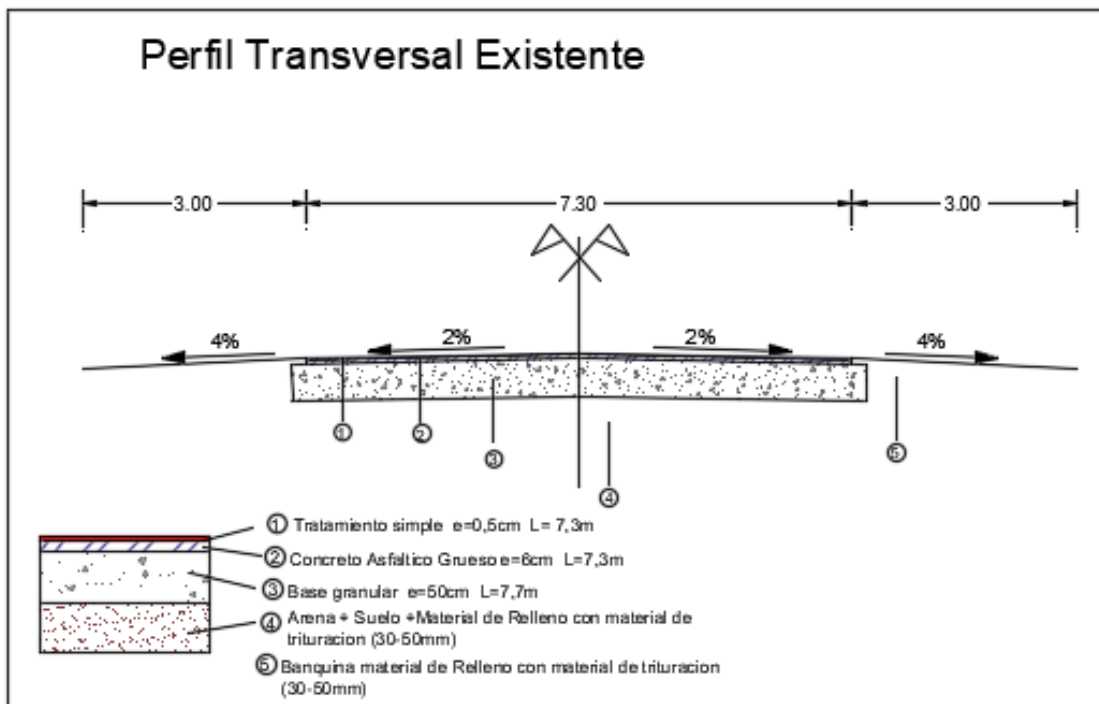 Perfil Transversal Existente
3.00 7.30 3.00
4% 2% 2% 4%
1 2 3 4 5
① Tratamiento simple e=0,5cm L= 7,3m
② Concreto Asfaltico Grueso e=6cm L=7,3m
③ Base granular e=50cm L=7,7m
④ Arena + Suelo +Material de Relleno con material de
trituracion (30-50mm)
⑤ Banquina material de Relleno con material de trituracion
(30-50mm)